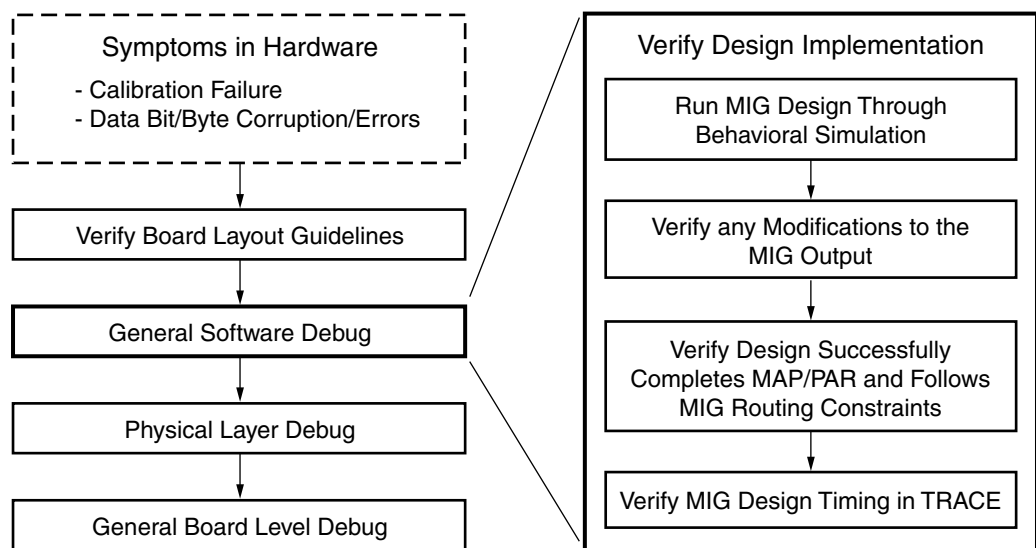 Symptoms in Hardware
- Calibration Failure
- Data Bit/Byte Corruption/Errors
Verify Board Layout Guidelines
General Software Debug
Physical Layer Debug
General Board Level Debug
Verify Design Implementation
Run MIG Design Through
Behavioral Simulation
Verify any Modifications to the
MIG Output
Verify Design Successfully
Completes MAP/PAR and Follows
MIG Routing Constraints
Verify MIG Design Timing in TRACE